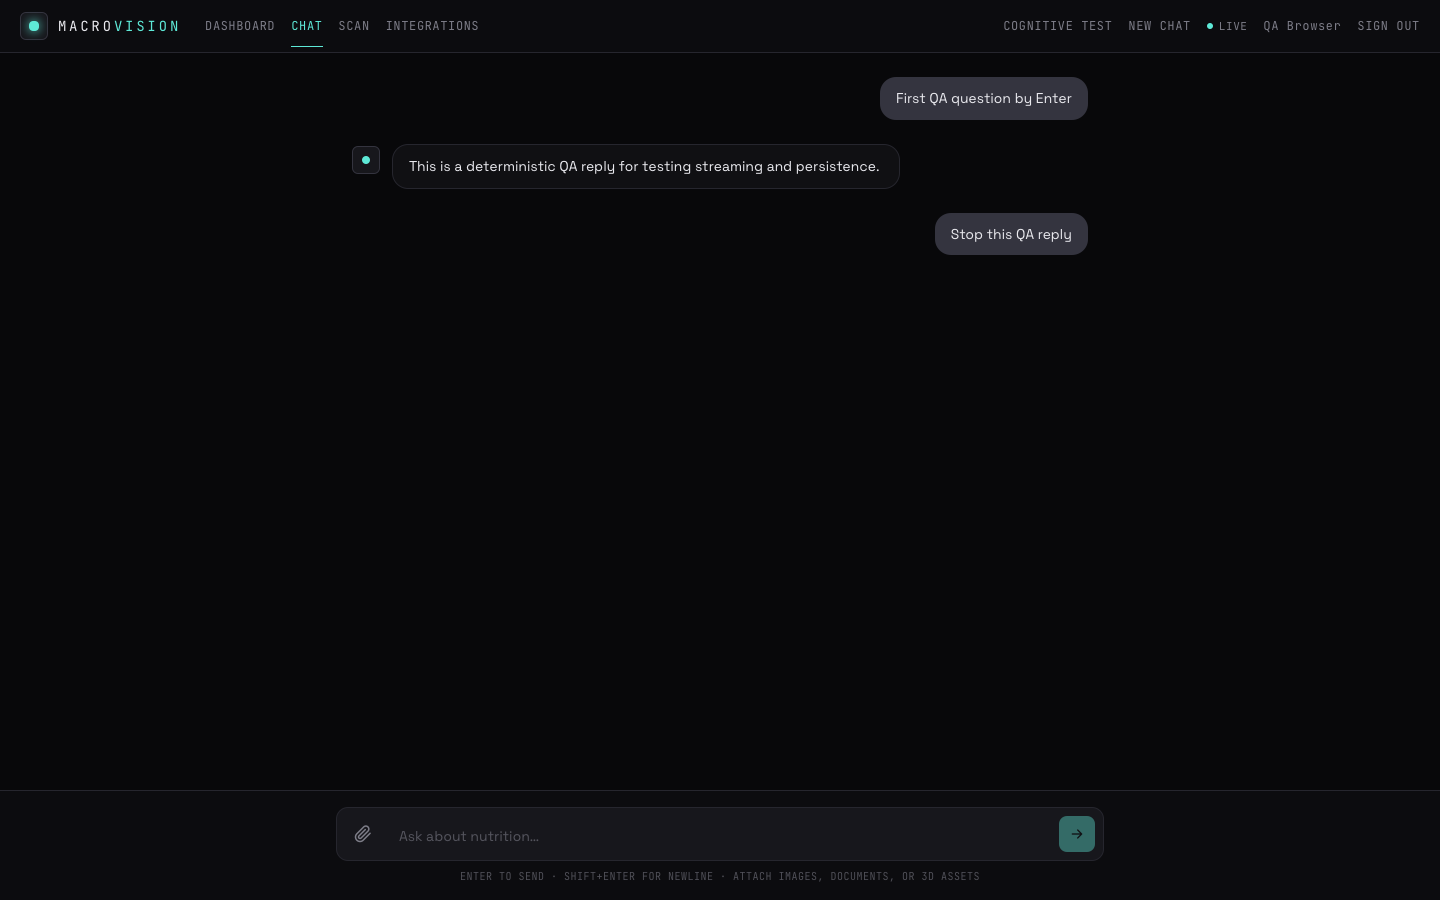 MACROVISION DASHBOARD CHAT SCAN INTEGRATIONS COGNITIVE TEST NEW CHAT LIVE QA Browser SIGN OUT
First QA question by Enter
This is a deterministic QA reply for testing streaming and persistence.
Stop this QA reply
Ask about nutrition...
ENTER TO SEND · SHIFT+ENTER FOR NEWLINE · ATTACH IMAGES, DOCUMENTS, OR 3D ASSETS